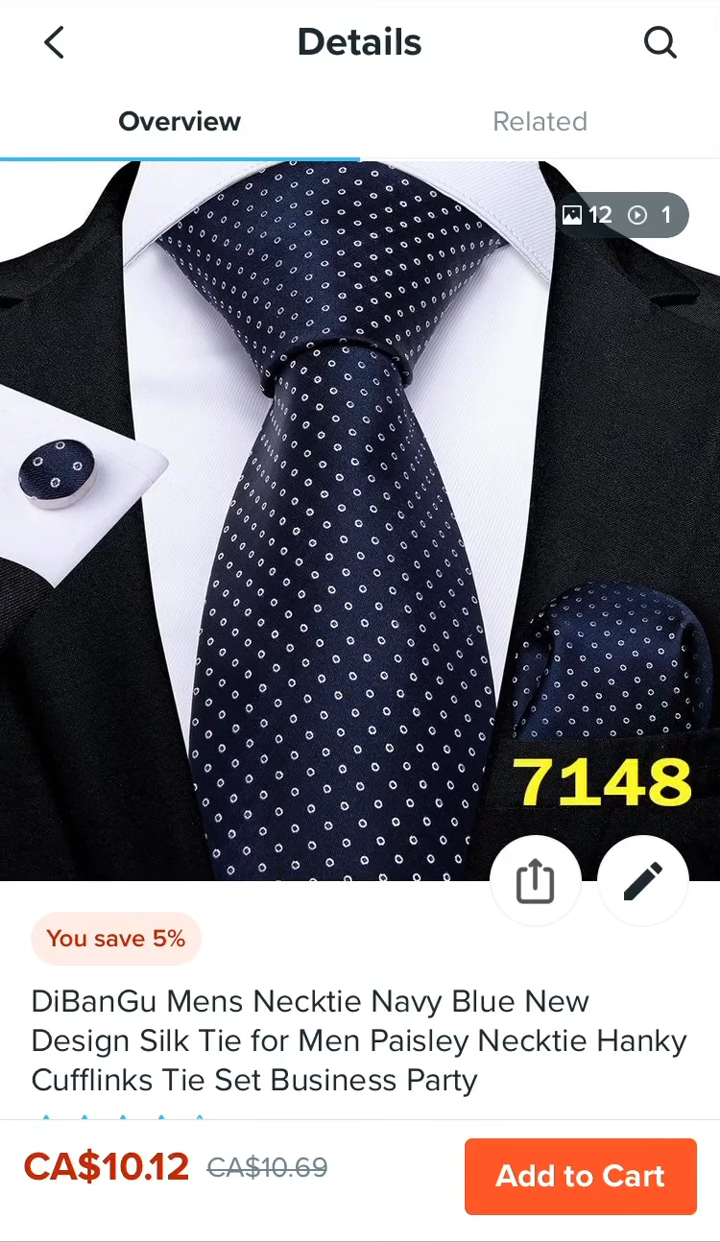 Details
Overview
Related
12 1
7148
You save 5%
DiBanGu Mens Necktie Navy Blue New
Design Silk Tie for Men Paisley Necktie Hanky
Cufflinks Tie Set Business Party
CA$10.12 CA$10.69
Add to Cart